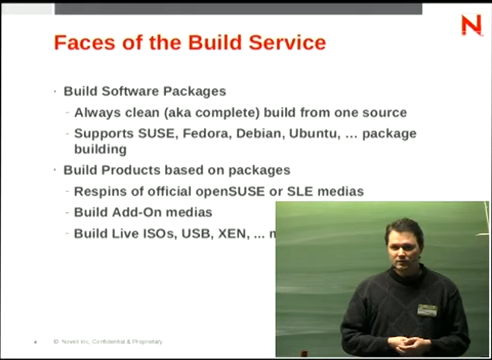 N
Faces of the Build Service
· Build Software Packages
- Always clean (aka complete) build from one source
- Supports SUSE, Fedora, Debian, Ubuntu, ... package
building
· Build Products based on packages
- Respins of official openSUSE or SLE medias
- Build Add-On medias
- Build Live ISOs, USB, XEN, ...
© Novell Inc, Confidential & Proprietary